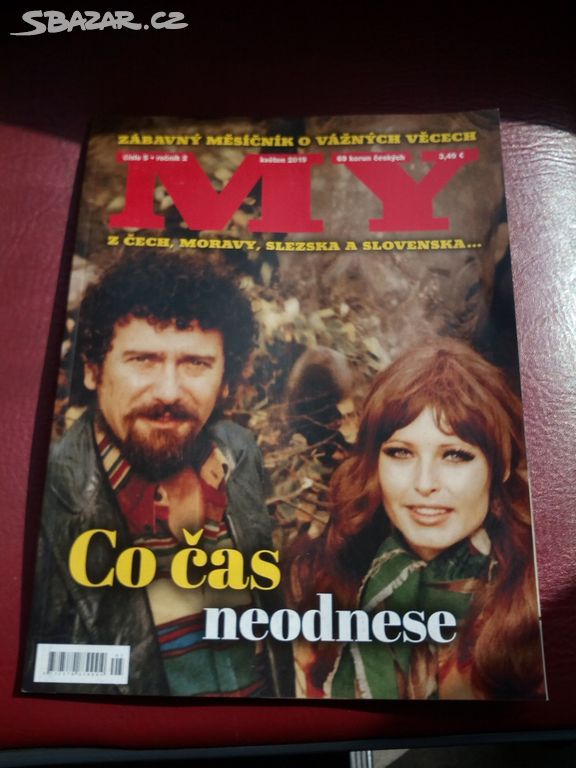 SBAZAR.CZ
ZÁBAVNÝ MĚSÍČNÍK O VÁŽNÝCH VĚCECH
číslo 5 • ročník 2 květen 2019 69 korun českých 3,49 €
MY
Z ČECH, MORAVY, SLEZSKA A SLOVENSKA...
Co čas
neodnese